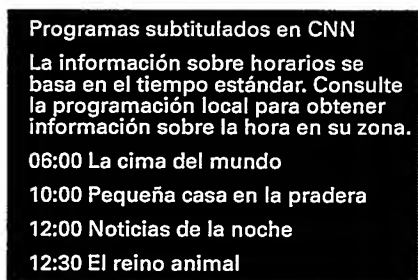 Programas subtitulados en CNN
La información sobre horarios se
basa en el tiempo estándar. Consulte
la programación local para obtener
información sobre la hora en su zona.
06:00 La cima del mundo
10:00 Pequeña casa en la pradera
12:00 Noticias de la noche
12:30 El reino animal